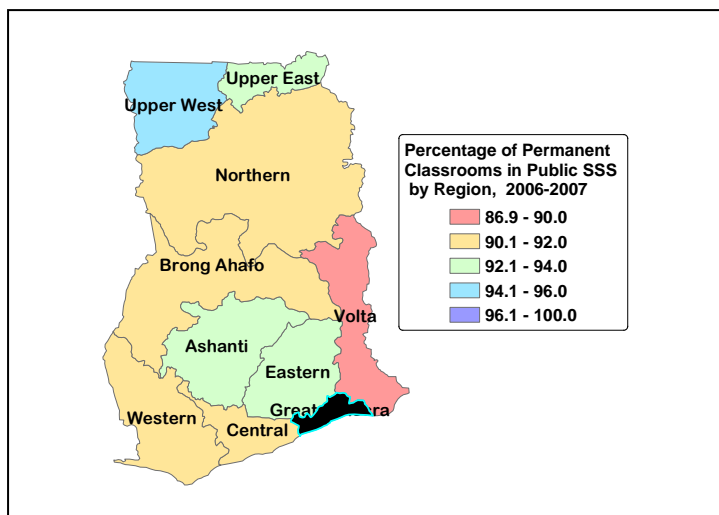 Upper East
Upper West
Northern
Brong Ahafo
Volta
Ashanti
Eastern
Western
Central
Percentage of Permanent
Classrooms in Public SSS
by Region, 2006-2007
86.9 - 90.0
90.1 - 92.0
92.1 - 94.0
94.1 - 96.0
96.1 - 100.0